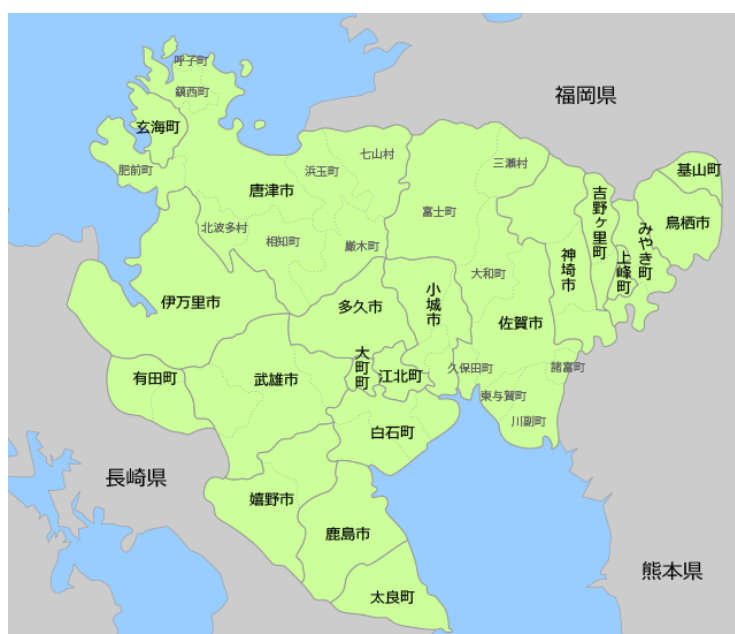 呼子町
鎮西町
福岡県
玄海町
七山村
三瀬村
肥前町
浜玉町
基山町
唐津市
吉野ヶ里町
富士町
鳥栖市
北波多村
相知町
厳木町
みやき町
神埼市
上峰町
大和町
伊万里市
多久市
小城市
佐賀市
大町町
江北町
久保田町
諸富町
有田町
武雄市
東与賀町
川副町
白石町
長崎県
嬉野市
鹿島市
熊本県
太良町